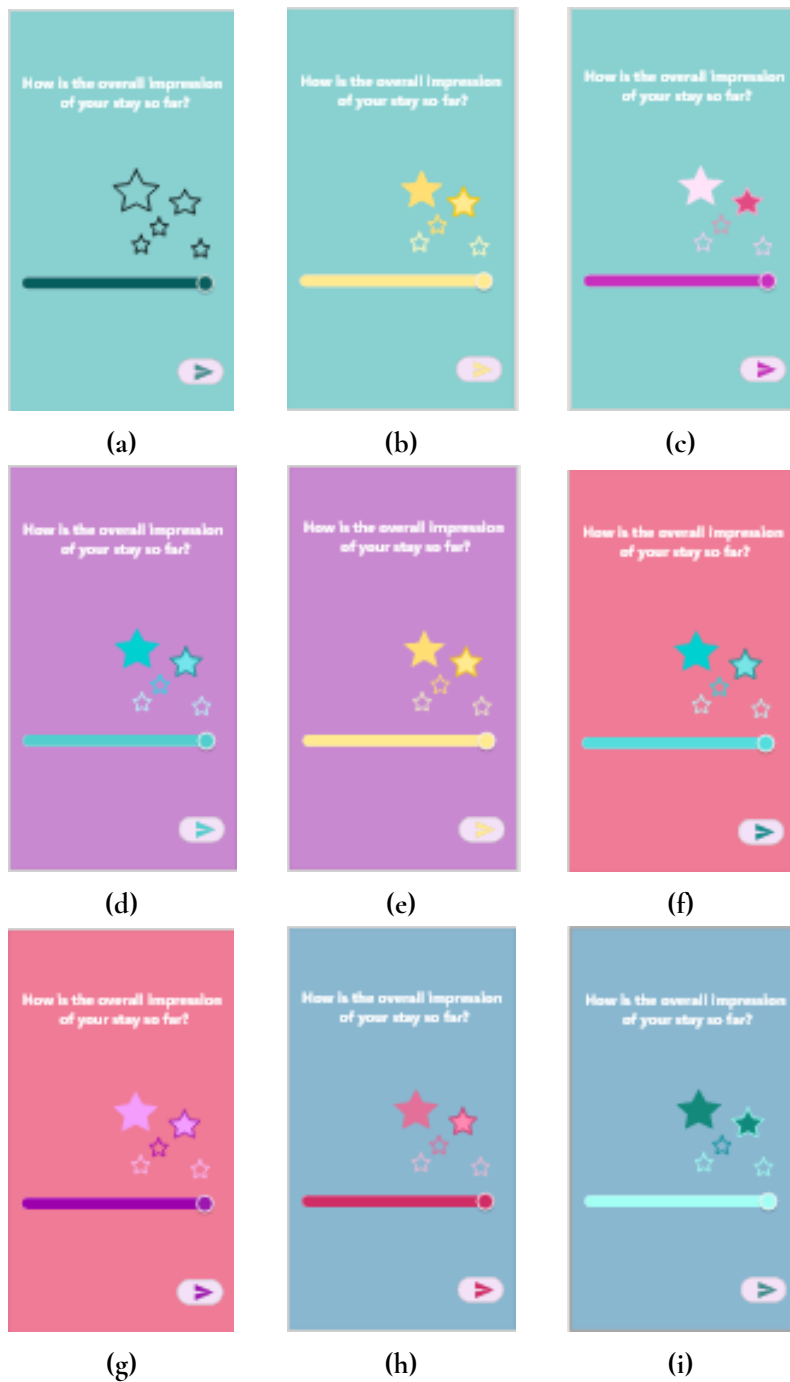 How is the overall impression
of your stay so far?
How is the overall impression
of your stay so far?
How is the overall impression
of your stay so far?
(a)
(b)
(c)
How is the overall impression
of your stay so far?
How is the overall impression
of your stay so far?
How is the overall impression
of your stay so far?
(d)
(e)
(f)
How is the overall impression
of your stay so far?
How is the overall impression
of your stay so far?
How is the overall impression
of your stay so far?
(g)
(h)
(i)